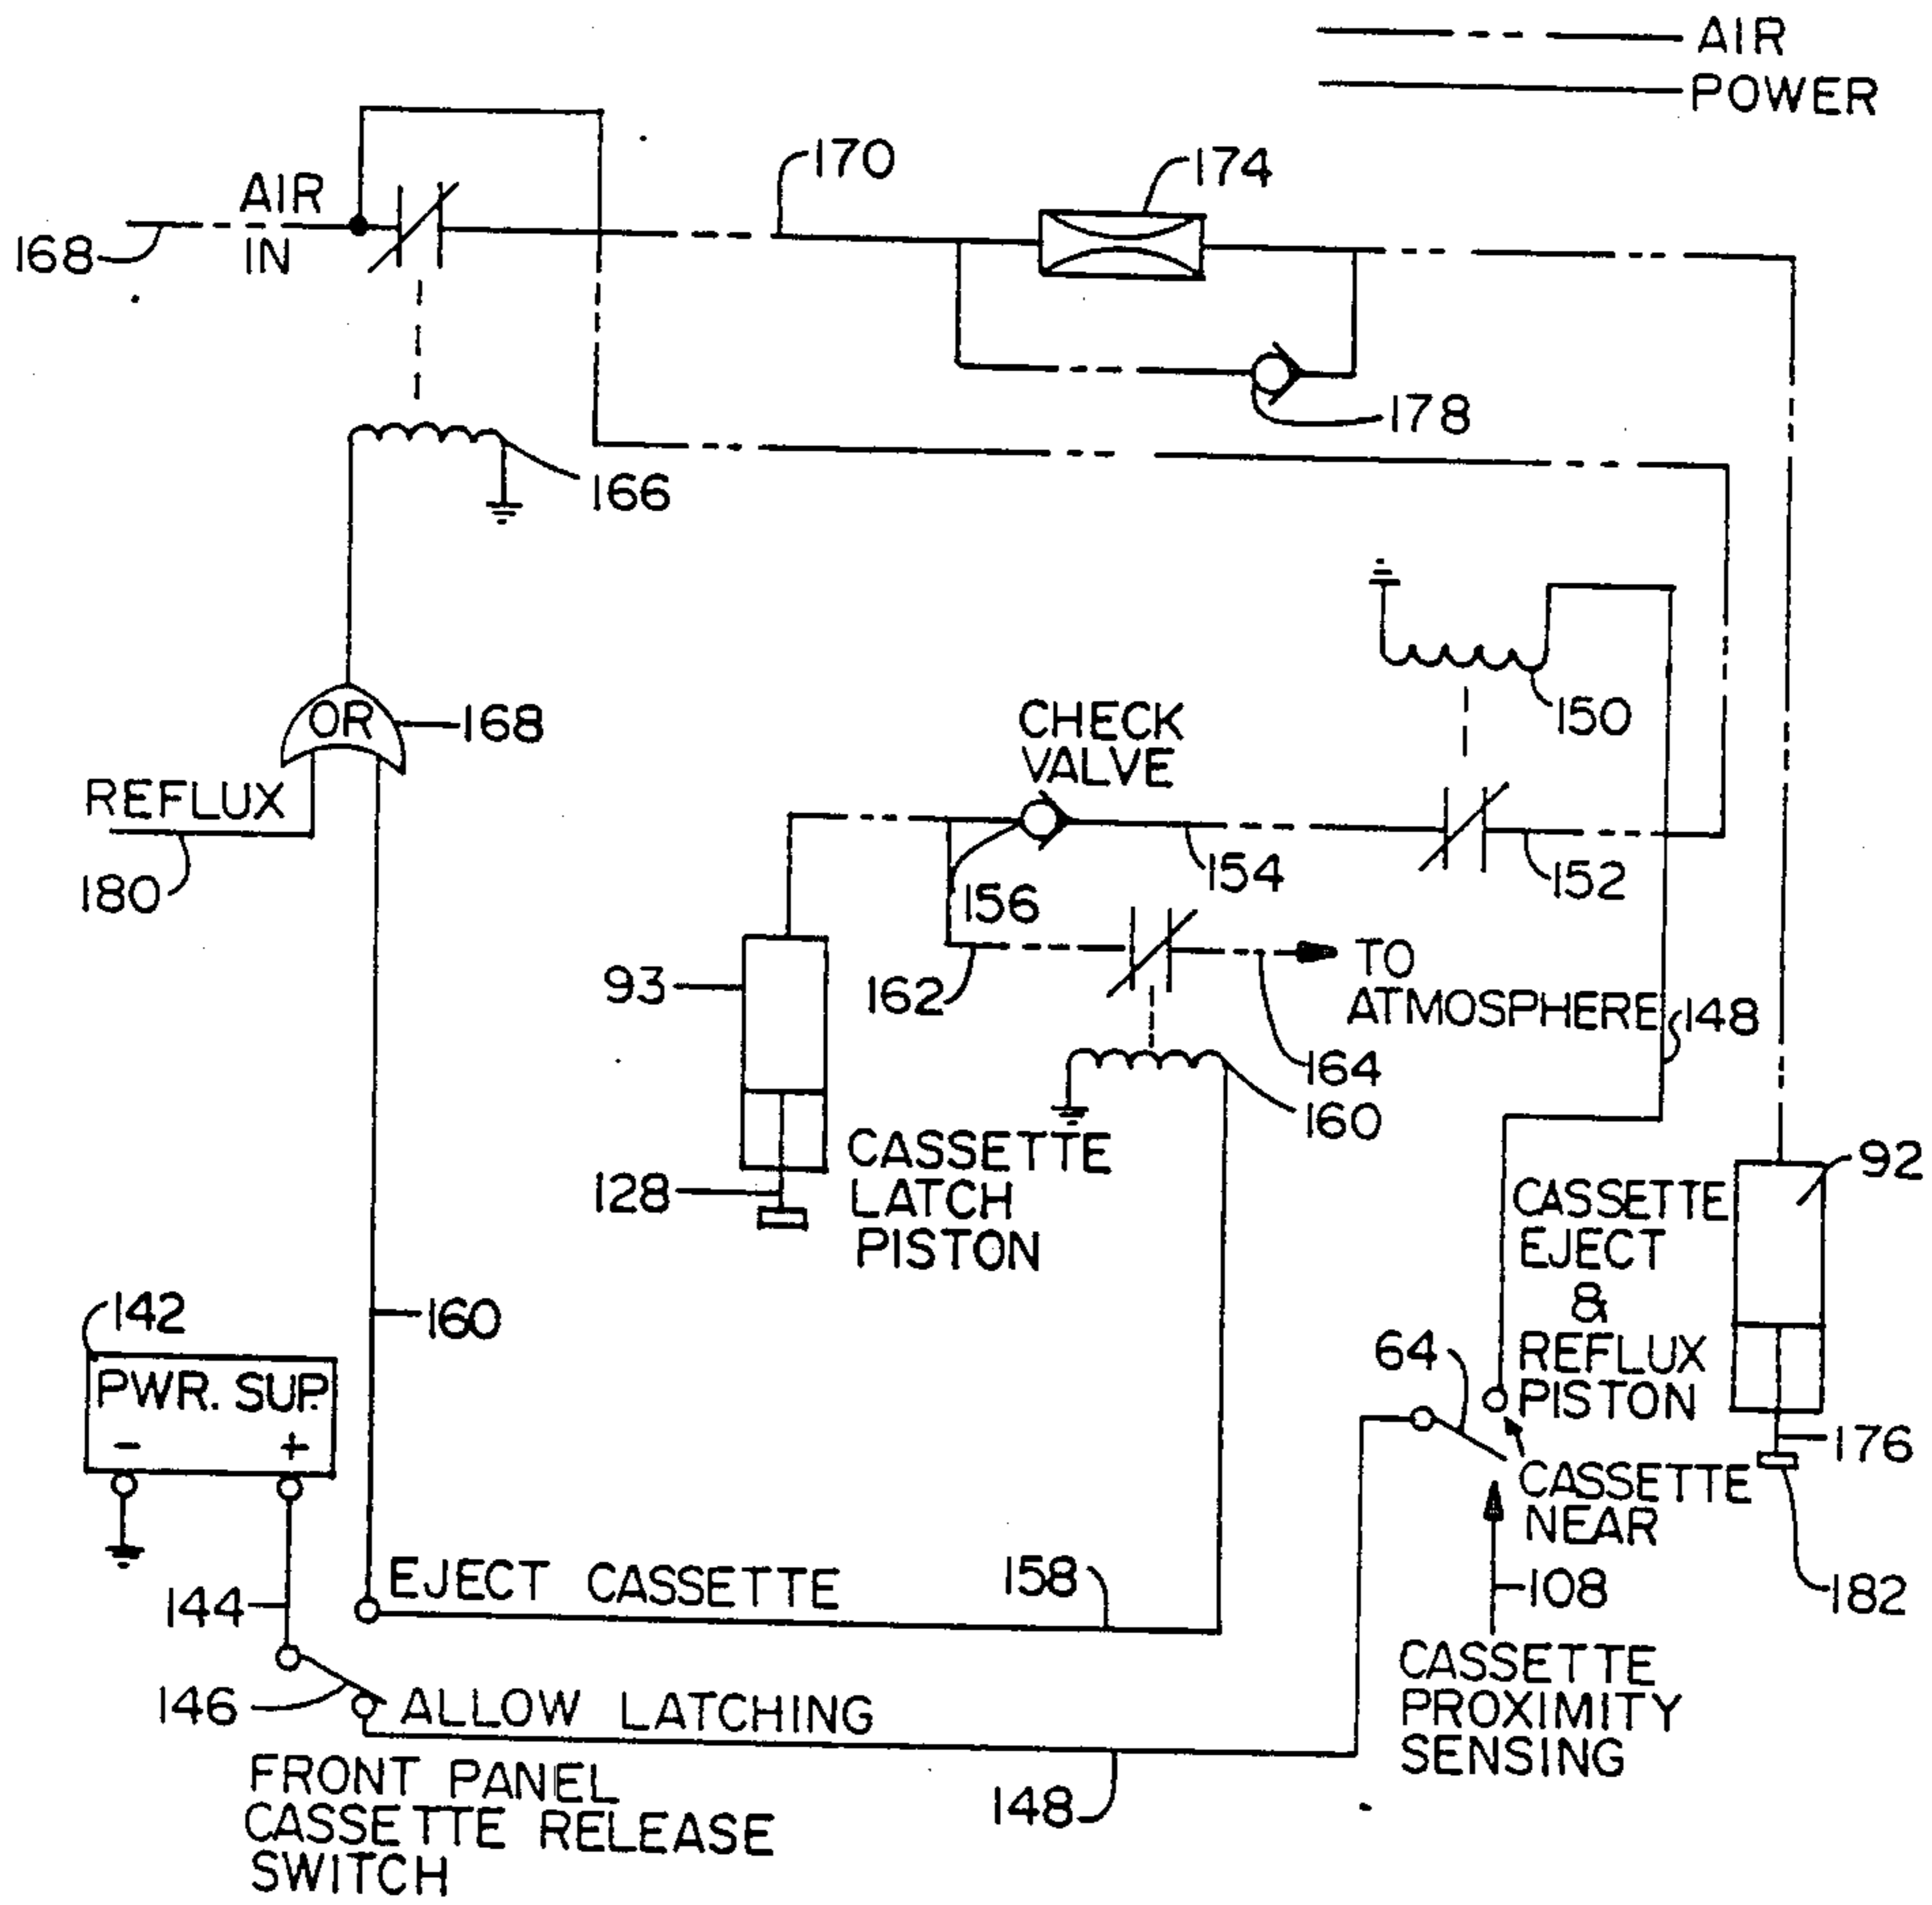 AIR
POWER
170
174
AIR
IN
168
178
166
150
OR
168
CHECK
VALVE
REFLUX
180
154
152
156
93
162
TO
ATMOSPHERE
148
164
160
128
CASSETTE
LATCH
PISTON
92
CASSETTE
EJECT
&
REFLUX
PISTON
142
160
64
PWR. SUP.
- +
176
CASSETTE
NEAR
EJECT CASSETTE
158
144
108
182
146
ALLOW LATCHING
CASSETTE
PROXIMITY
SENSING
FRONT PANEL
CASSETTE RELEASE
SWITCH
148